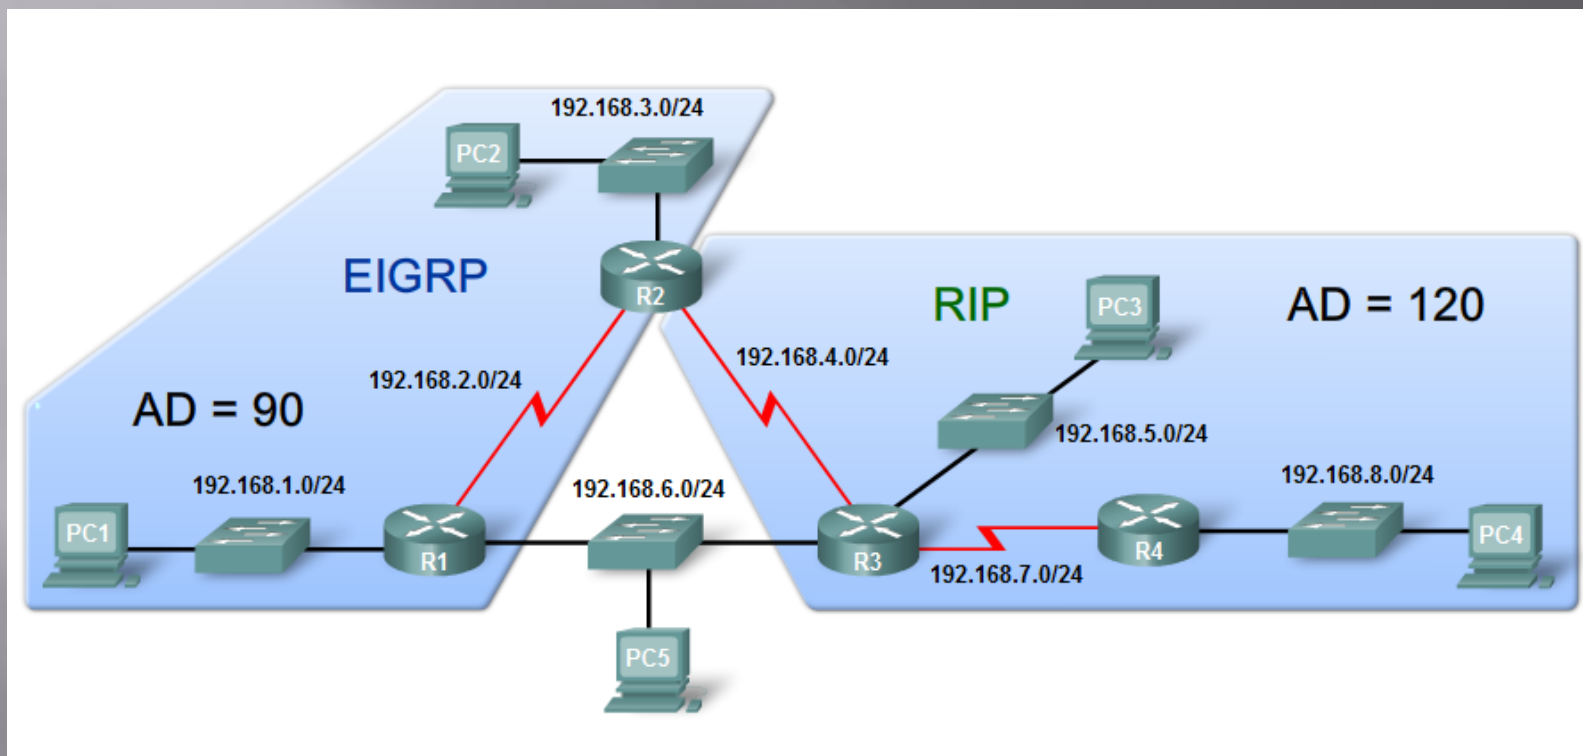 192.168.3.0/24
PC2
EIGRP
R2
RIP
PC3
AD = 120
192.168.4.0/24
192.168.2.0/24
AD = 90
192.168.5.0/24
192.168.1.0/24
192.168.6.0/24
192.168.8.0/24
PC1
R1
R3
R4
PC4
192.168.7.0/24
PC5